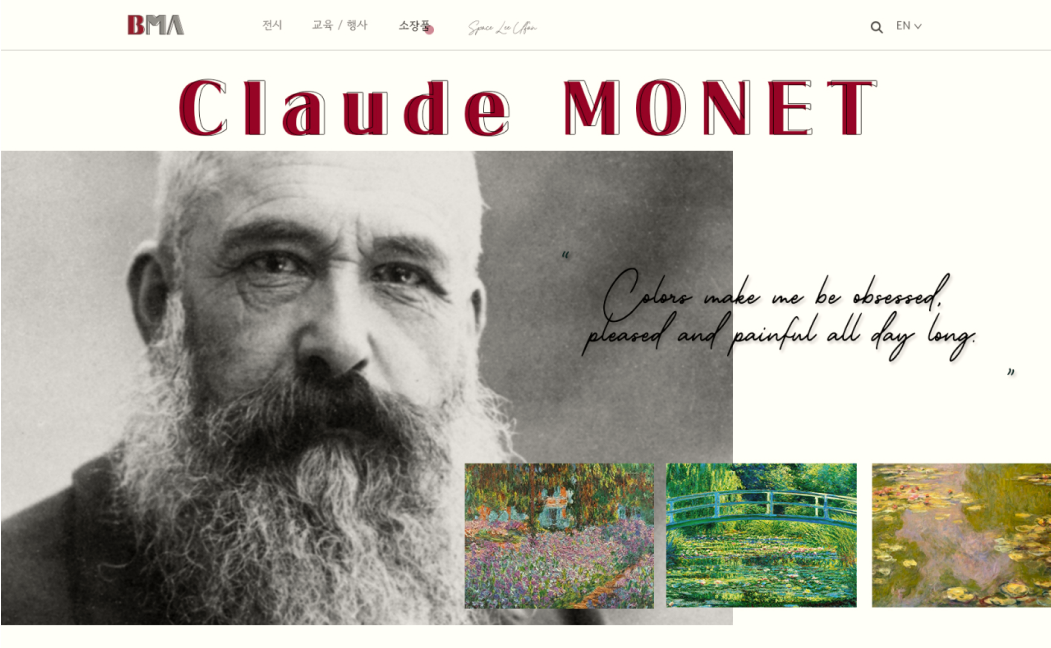 BMA
전시
교육 / 행사
소장품
Space Lee Ufan
EN
Claude MONET
“
Colors make me be obsessed,
pleased and painful all day long.
”